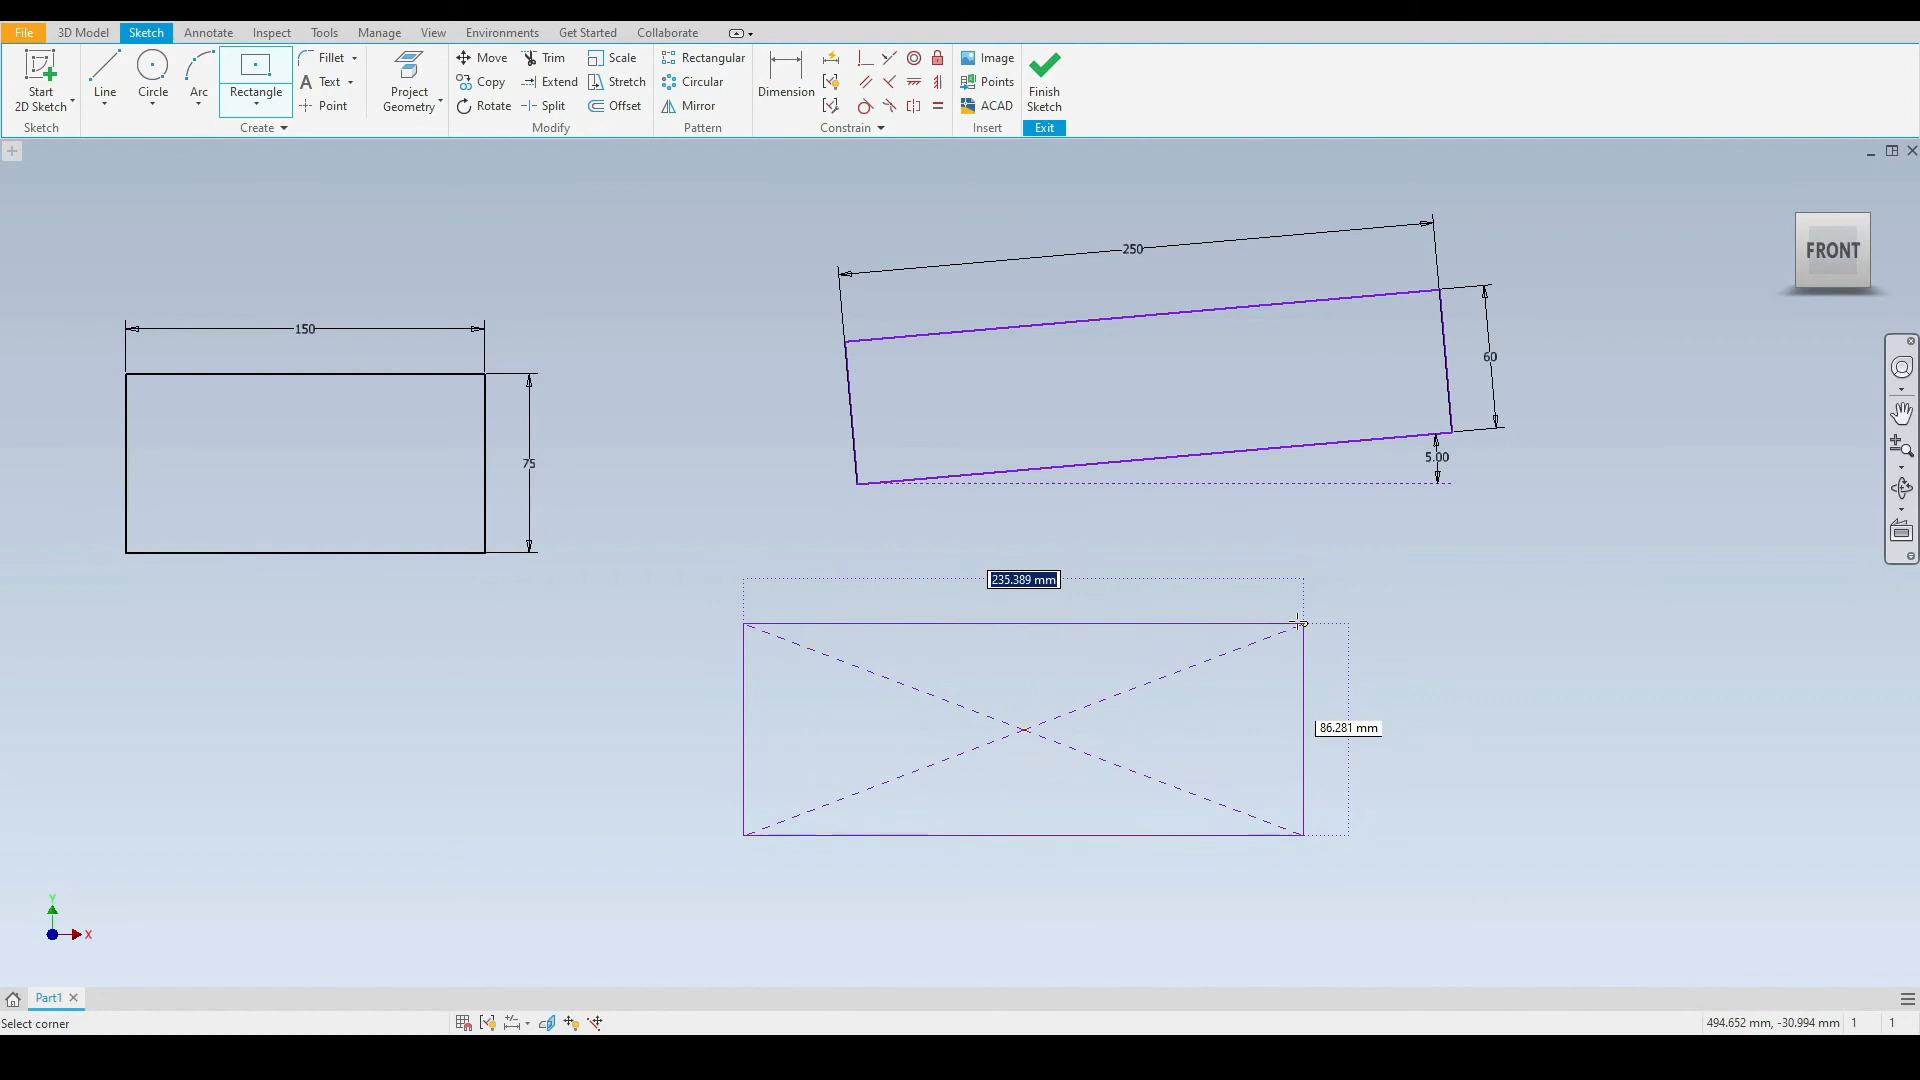 File 3D Model Sketch Annotate Inspect Tools Manage View Environments Get Started Collaborate
Start
2D Sketch
Line
Circle
Arc
Rectangle
Fillet
Text
Point
Project
Geometry
Move Trim Scale
Copy Extend Stretch
Rotate Split Offset
Rectangular
Circular
Mirror
Dimension
Image
Points
ACAD
Finish
Sketch
Sketch Create Modify Pattern Constrain Insert Exit
FRONT
250
150
60
75
5.00
235.389 mm
86.281 mm
Y
X
Part1
Select corner
494.652 mm, -30.994 mm 1 1